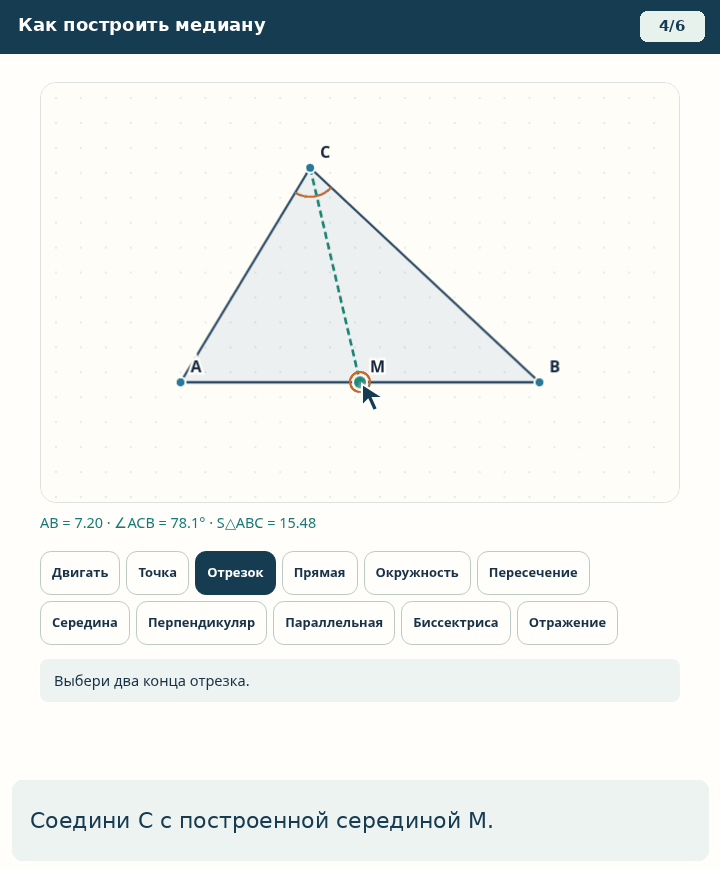 Как построить медиану
4/6
C
A
M
B
AB = 7.20 · ∠ACB = 78.1° · S△ABC = 15.48
Двигать Точка Отрезок Прямая Окружность Пересечение
Середина Перпендикуляр Параллельная Биссектриса Отражение
Выбери два конца отрезка.
Соедини C с построенной серединой M.